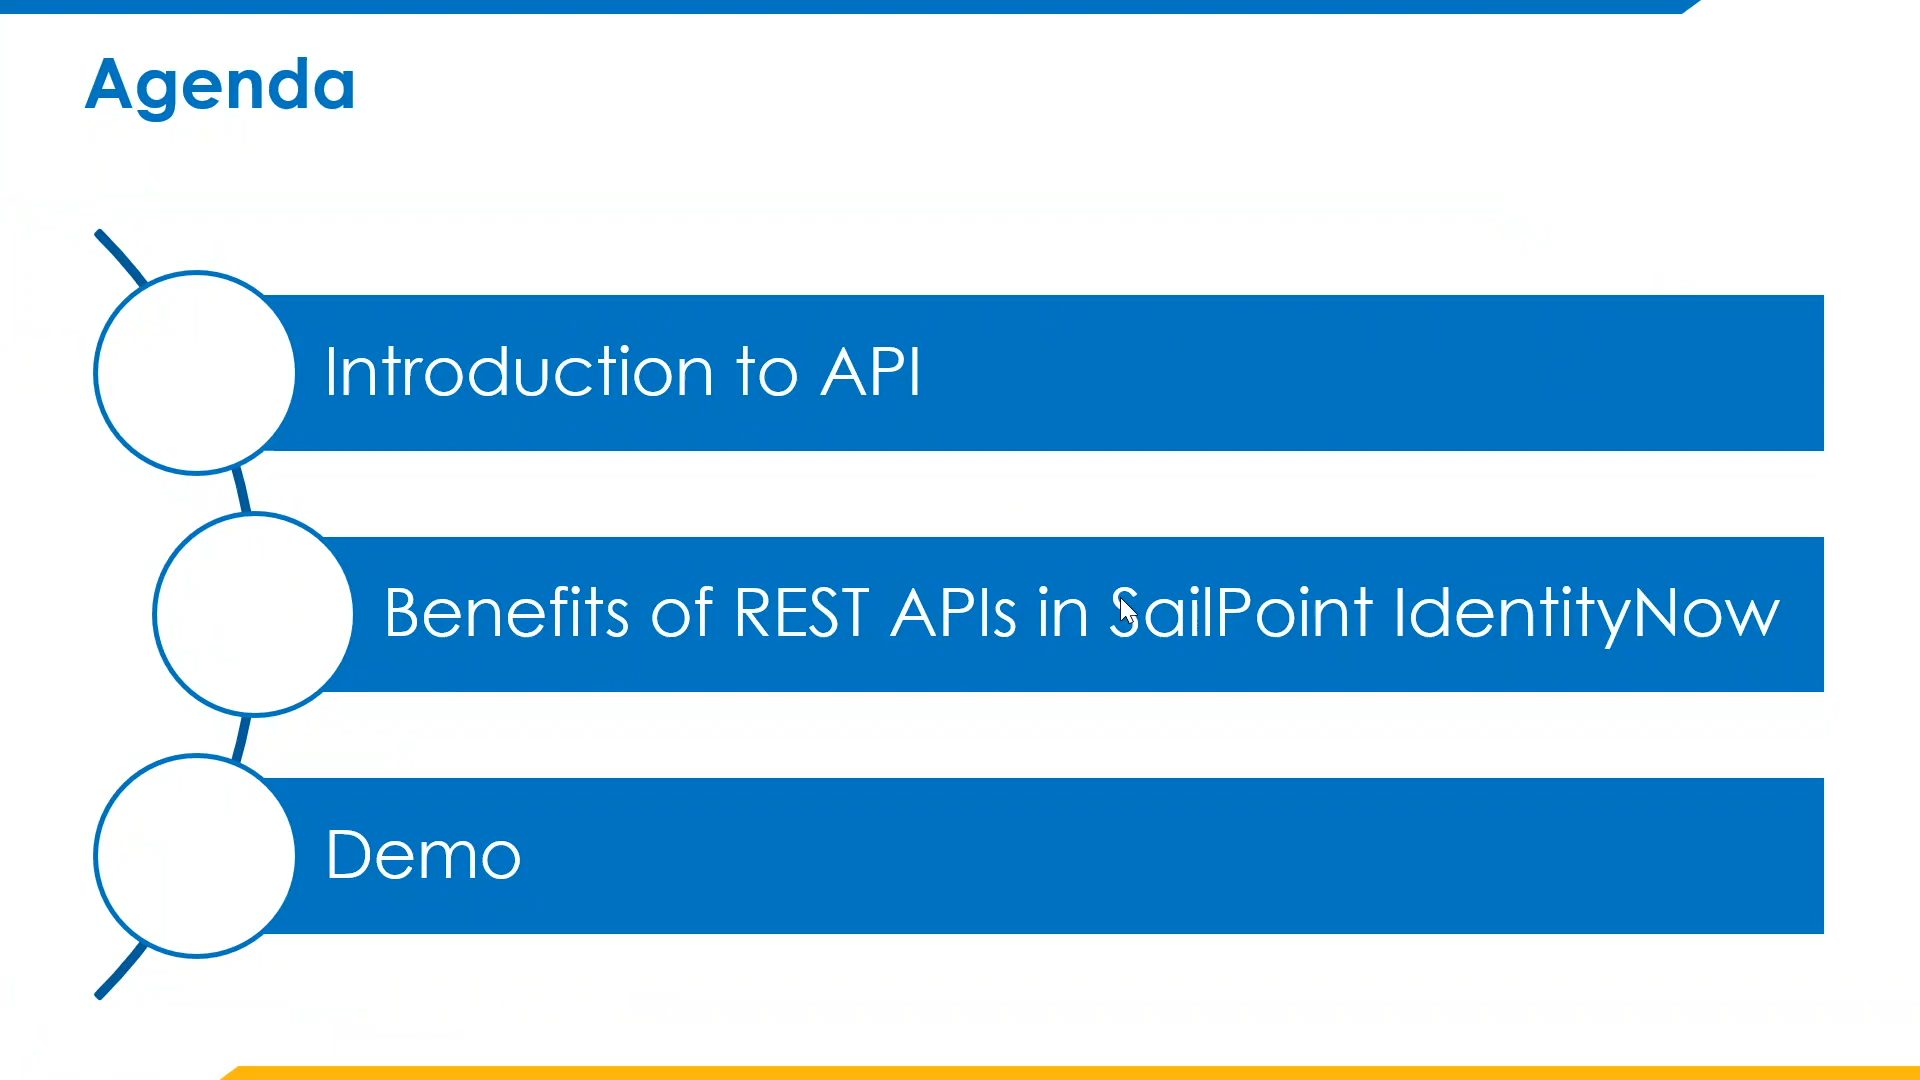 Agenda
Introduction to API
Benefits of REST APIs in SailPoint IdentityNow
Demo